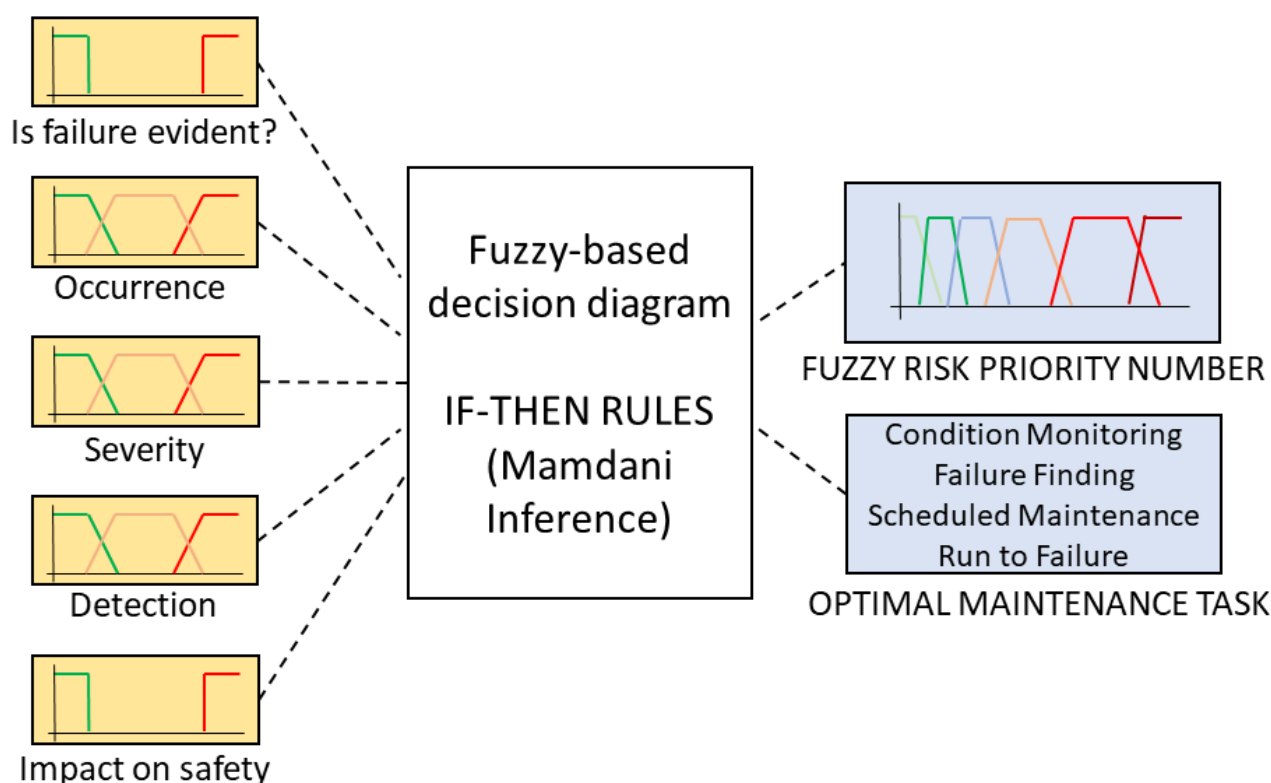 Is failure evident?
Occurrence
Severity
Detection
Impact on safety
Fuzzy-based
decision diagram
IF-THEN RULES
(Mamdani
Inference)
FUZZY RISK PRIORITY NUMBER
Condition Monitoring
Failure Finding
Scheduled Maintenance
Run to Failure
OPTIMAL MAINTENANCE TASK